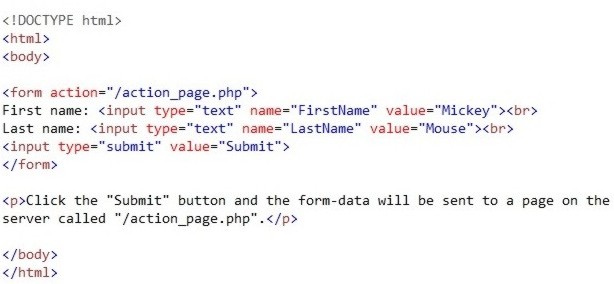 <!DOCTYPE html>
<html>
<body>
<form action="/action_page.php">
First name: <input type="text" name="FirstName" value="Mickey"><br>
Last name: <input type="text" name="LastName" value="Mouse"><br>
<input type="submit" value="Submit">
</form>
<p>Click the "Submit" button and the form-data will be sent to a page on the
server called "/action_page.php".</p>
</body>
</html>